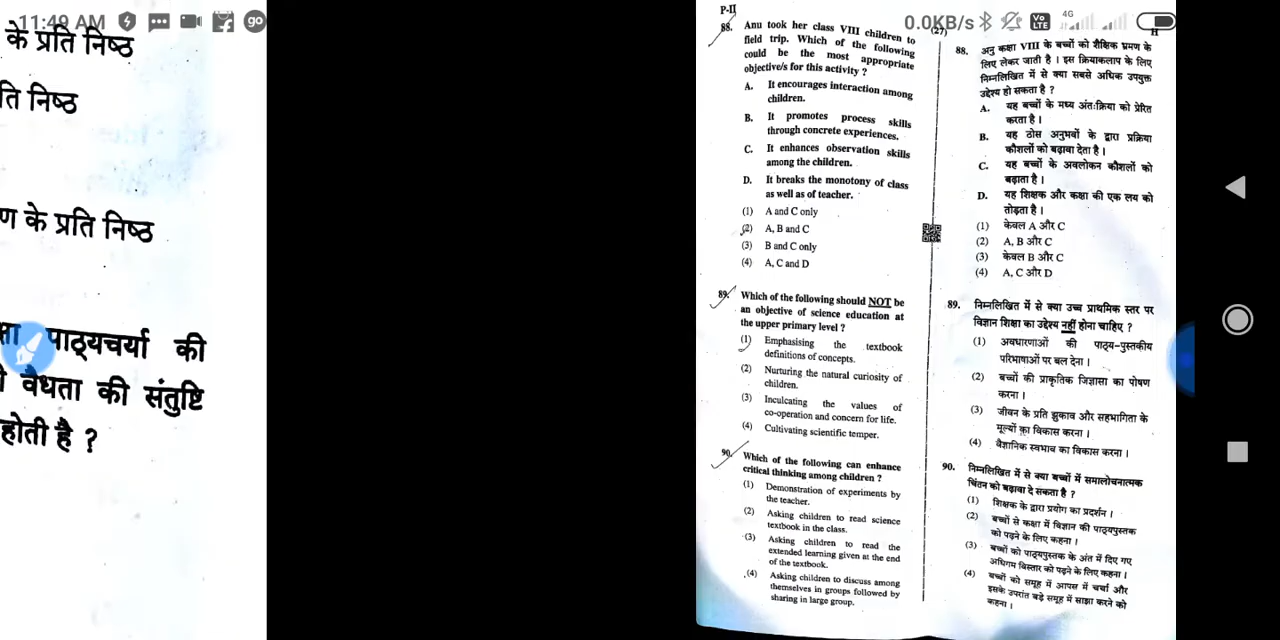 11:49 AM
go
0.0KB/s
Vo
LTE
4G
के प्रति निष्ठ
ति निष्ठ
ण के प्रति निष्ठ
पाठ्यचर्या की
वैधता की संतुष्टि
होती है ?
P-II
(27)
H
88. Anu took her class VIII children to
field trip. Which of the following
could be the most appropriate
objective/s for this activity ?
A. It encourages interaction among
children.
B. It promotes process skills
through concrete experiences.
C. It enhances observation skills
among the children.
D. It breaks the monotony of class
as well as of teacher.
(1) A and C only
(2) A, B and C
(3) B and C only
(4) A, C and D
89. Which of the following should NOT be
an objective of science education at
the upper primary level ?
(1) Emphasising the textbook
definitions of concepts.
(2) Nurturing the natural curiosity of
children.
(3) Inculcating the values of
co-operation and concern for life.
(4) Cultivating scientific temper.
90. Which of the following can enhance
critical thinking among children ?
(1) Demonstration of experiments by
the teacher.
(2) Asking children to read science
textbook in the class.
(3) Asking children to read the
extended learning given at the end
of the textbook.
(4) Asking children to discuss among
themselves in groups followed by
sharing in large group.
88. अनु कक्षा VIII के बच्चों को शैक्षिक भ्रमण के
लिए लेकर जाती है । इस क्रियाकलाप के लिए
निम्नलिखित में से क्या सबसे अधिक उपयुक्त
उद्देश्य हो सकता है ?
A. यह बच्चों के मध्य अंतःक्रिया को प्रेरित
करता है ।
B. यह ठोस अनुभवों के द्वारा प्रक्रिया
कौशलों को बढ़ावा देता है ।
C. यह बच्चों के अवलोकन कौशलों को
बढ़ाता है ।
D. यह शिक्षक और कक्षा की एक लय को
तोड़ता है ।
(1) केवल A और C
(2) A, B और C
(3) केवल B और C
(4) A, C और D
89. निम्नलिखित में से क्या उच्च प्राथमिक स्तर पर
विज्ञान शिक्षा का उद्देश्य नहीं होना चाहिए ?
(1) अवधारणाओं की पाठ्य-पुस्तकीय
परिभाषाओं पर बल देना ।
(2) बच्चों की प्राकृतिक जिज्ञासा का पोषण
करना ।
(3) जीवन के प्रति झुकाव और सहभागिता के
मूल्यों का विकास करना ।
(4) वैज्ञानिक स्वभाव का विकास करना ।
90. निम्नलिखित में से क्या बच्चों में समालोचनात्मक
चिंतन को बढ़ावा दे सकता है ?
(1) शिक्षक के द्वारा प्रयोग का प्रदर्शन ।
(2) बच्चों से कक्षा में विज्ञान की पाठ्यपुस्तक
को पढ़ने के लिए कहना ।
(3) बच्चों को पाठ्यपुस्तक के अंत में दिए गए
अधिगम विस्तार को पढ़ने के लिए कहना ।
(4) बच्चों को समूह में आपस में चर्चा और
इसके उपरांत बड़े समूह में साझा करने को
कहना ।